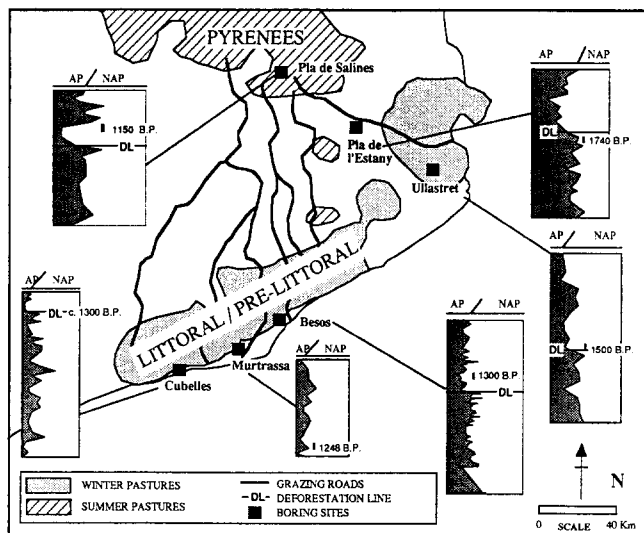 AP / NAP
PYRENEES
Pla de Salines
AP / NAP
1150 B.P.
DL
Pla de
l'Estany
Ullastret
DL
1740 B.P.
LITTORAL / PRE-LITTORAL
AP / NAP
DL
1500 B.P.
AP / NAP
DL - c. 1300 B.P.
Besos
Murtrassa
Cubelles
AP / NAP
1248 B.P.
AP / NAP
1300 B.P.
DL
WINTER PASTURES
SUMMER PASTURES
GRAZING ROADS
-DL- DEFORESTATION LINE
BORING SITES
N
0 SCALE 40 Km